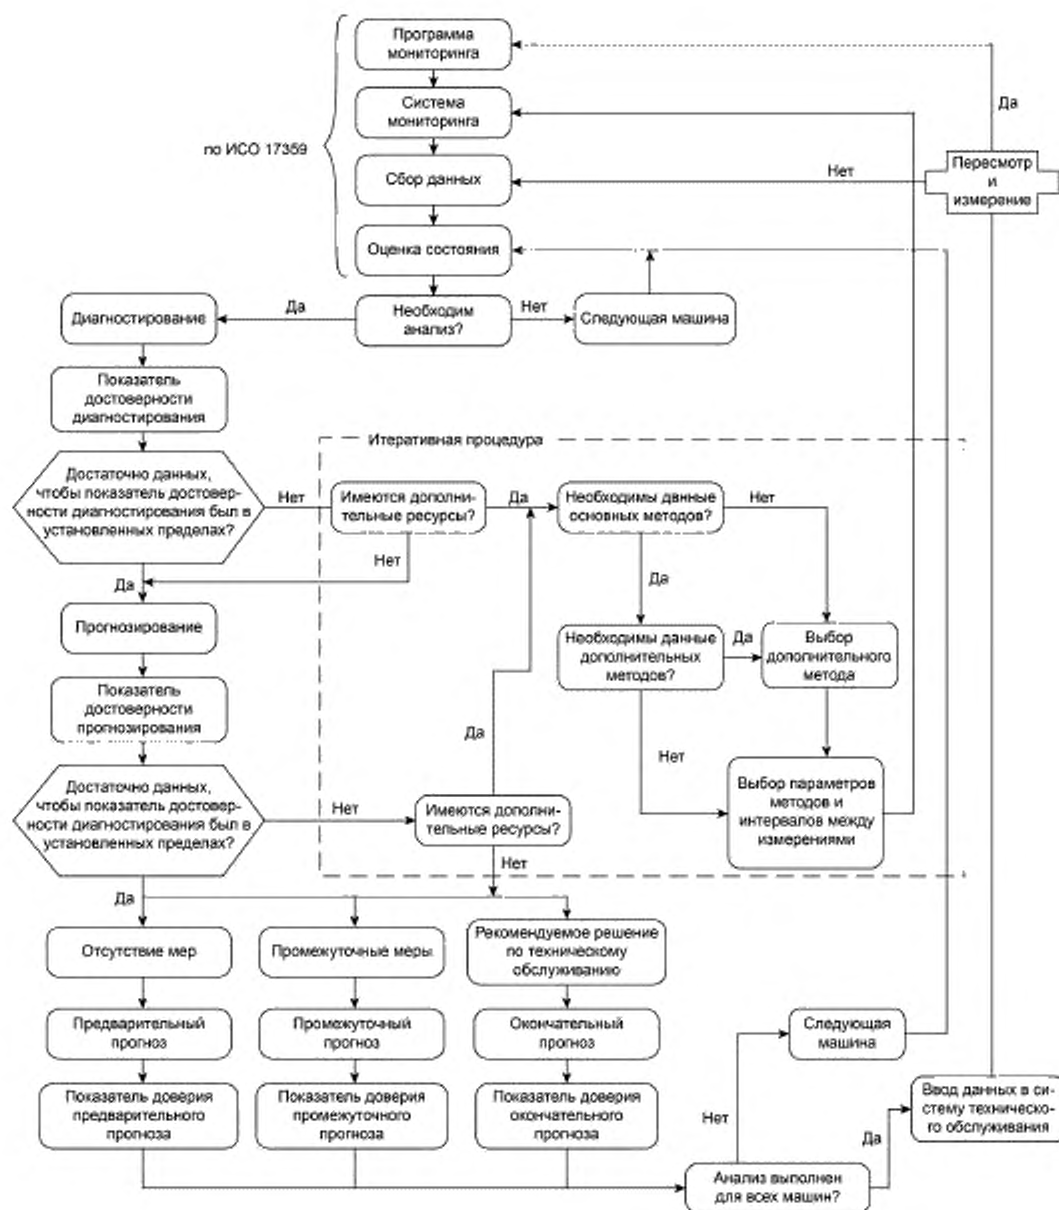 Программа
мониторинга
Да
Система
мониторинга
по ИСО 17359
Сбор данных
Нет
Пересмотр
и
измерение
Оценка состояния
Да
Необходим
анализ?
Нет
Следующая машина
Диагностирование
Показатель
достоверности
диагностирования
Итеративная процедура
Достаточно данных,
чтобы показатель достовер-
ности диагностирования был в
установленных пределах?
Нет
Имеются дополни-
тельные ресурсы?
Да
Необходимы данные
основных методов?
Нет
Нет
Да
Да
Прогнозирование
Необходимы данные
дополнительных
методов?
Да
Выбор
дополнительного
метода
Показатель
достоверности
прогнозирования
Да
Нет
Достаточно данных,
чтобы показатель достовер-
ности диагностирования был в
установленных пределах?
Нет
Имеются дополни-
тельные ресурсы?
Выбор параметров
методов и
интервалов между
измерениями
Нет
Да
Отсутствие мер
Промежуточные меры
Рекомендуемое решение
по техническому
обслуживанию
Предварительный
прогноз
Промежуточный
прогноз
Окончательный
прогноз
Следующая
машина
Показатель доверия
предварительного
прогноза
Показатель доверия
промежуточного
прогноза
Показатель доверия
окончательного
прогноза
Нет
Ввод данных в си-
стему техническо-
го обслуживания
Да
Анализ выполнен
для всех машин?